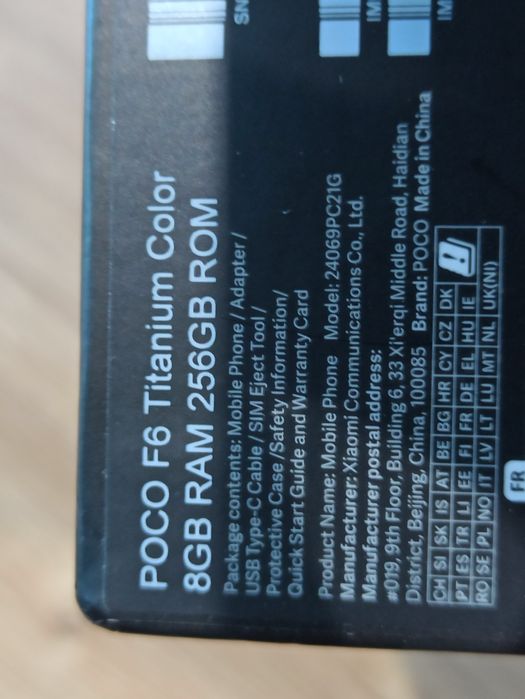 POCO F6 Titanium Color
8GB RAM 256GB ROM
Package contents: Mobile Phone / Adapter /
USB Type-C Cable / SIM Eject Tool /
Protective Case /Safety Information/
Quick Start Guide and Warranty Card
Product Name: Mobile Phone Model: 24069PC21G
Manufacturer: Xiaomi Communications Co., Ltd.
Manufacturer postal address:
#019, 9th Floor, Building 6, 33 Xi'erqi Middle Road, Haidian
District, Beijing, China, 100085 Brand: POCO Made in China
CH SI SK IS AT BE BG HR CY CZ DK
PT ES TR LI EE FI FR DE EL HU IE
RO SE PL NO IT LV LT LU MT NL UK(NI)
SN
IM
IM
FR